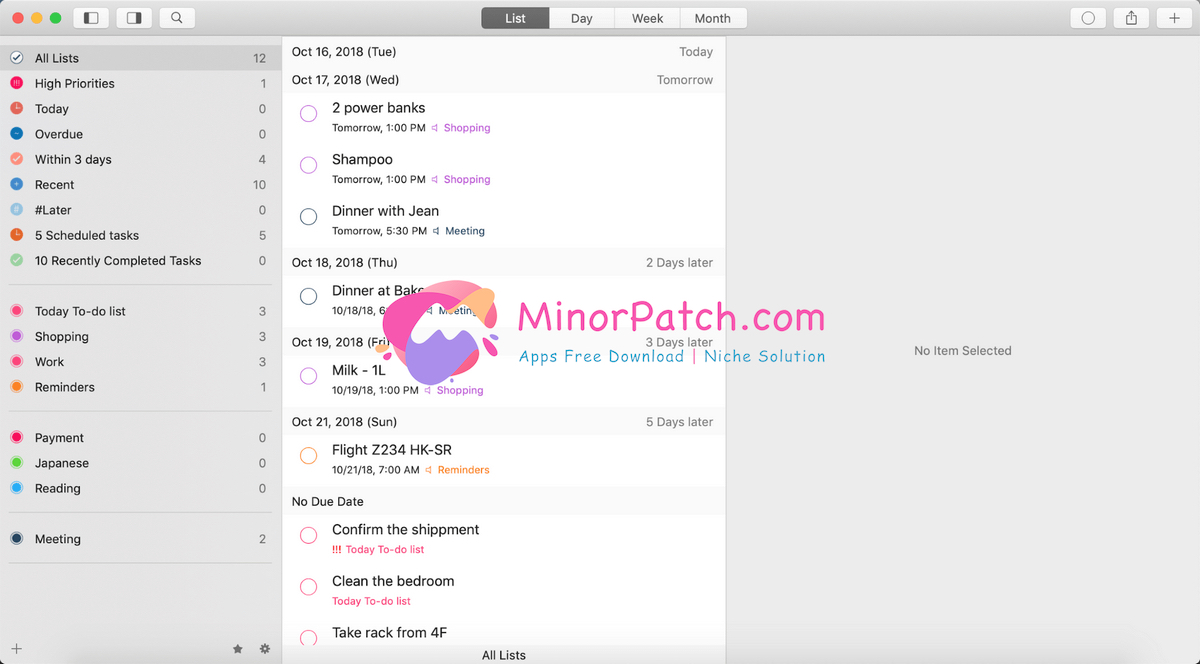 List
Day
Week
Month
All Lists 12
High Priorities 1
Today 0
Overdue 0
Within 3 days 4
Recent 10
#Later 0
5 Scheduled tasks 5
10 Recently Completed Tasks 0
Today To-do list 3
Shopping 3
Work 3
Reminders 1
Payment 0
Japanese 0
Reading 0
Meeting 2
Oct 16, 2018 (Tue) Today
Oct 17, 2018 (Wed) Tomorrow
2 power banks
Tomorrow, 1:00 PM Shopping
Shampoo
Tomorrow, 1:00 PM Shopping
Dinner with Jean
Tomorrow, 5:30 PM Meeting
Oct 18, 2018 (Thu) 2 Days later
Dinner at
10/18/18, Meeting
Oct 19, 2018 (Fri) 3 Days later
Milk - 1L
10/19/18, 1:00 PM Shopping
Oct 21, 2018 (Sun) 5 Days later
Flight Z234 HK-SR
10/21/18, 7:00 AM Reminders
No Due Date
Confirm the shippment
!!! Today To-do list
Clean the bedroom
Today To-do list
Take rack from 4F
All Lists
MinorPatch.com
Apps Free Download | Niche Solution
No Item Selected